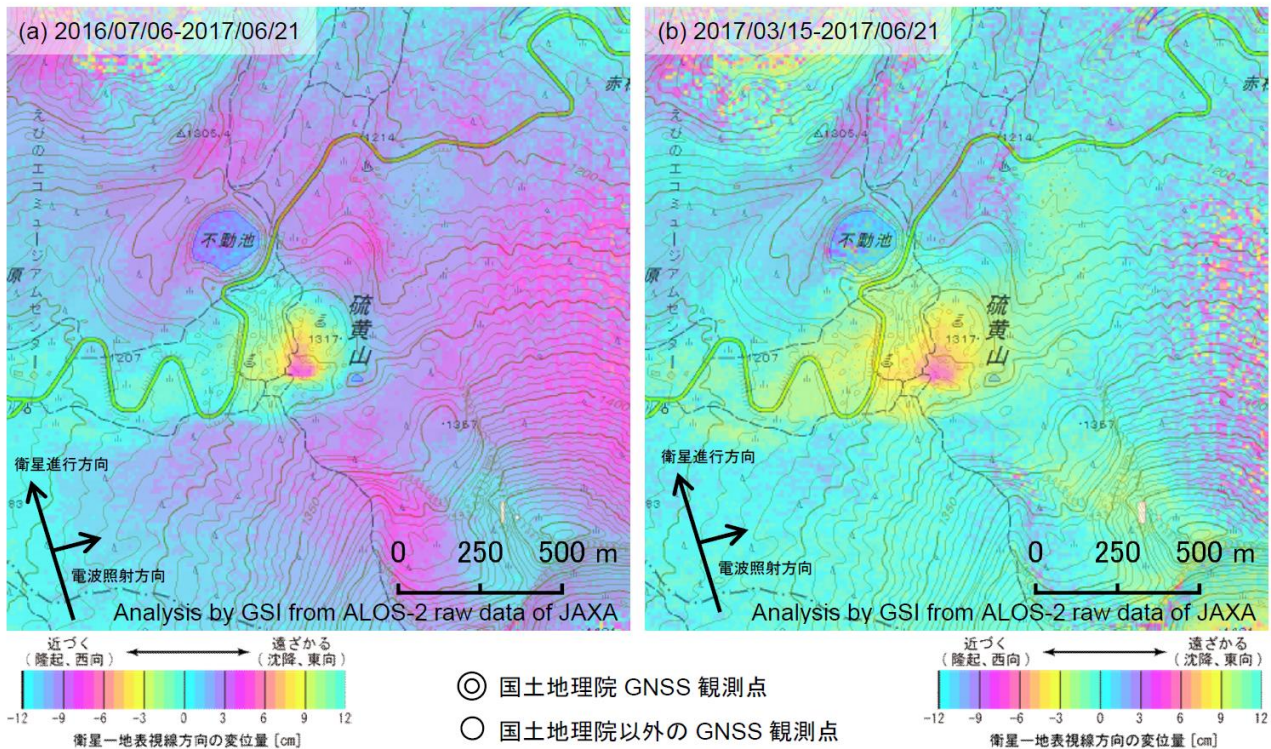 (a) 2016/07/06-2017/06/21
1305.4
1214
赤
えびのエコミュージアムセンター
1200
不動池
原
硫黄山
1317
1207
1400
1357
衛星進行方向
83
1350
0 250 500 m
電波照射方向
Analysis by GSI from ALOS-2 raw data of JAXA
(b) 2017/03/15-2017/06/21
1305.4
1214
赤
えびのエコミュージアムセンター
1200
不動池
原
硫黄山
1317
1207
1400
1357
衛星進行方向
83
1350
0 250 500 m
電波照射方向
Analysis by GSI from ALOS-2 raw data of JAXA
近づく 遠ざかる
(隆起、西向) (沈降、東向)
-12 -9 -6 -3 0 3 6 9 12
衛星―地表視線方向の変位量 [cm]
国土地理院 GNSS 観測点
国土地理院以外の GNSS 観測点
近づく 遠ざかる
(隆起、西向) (沈降、東向)
-12 -9 -6 -3 0 3 6 9 12
衛星―地表視線方向の変位量 [cm]